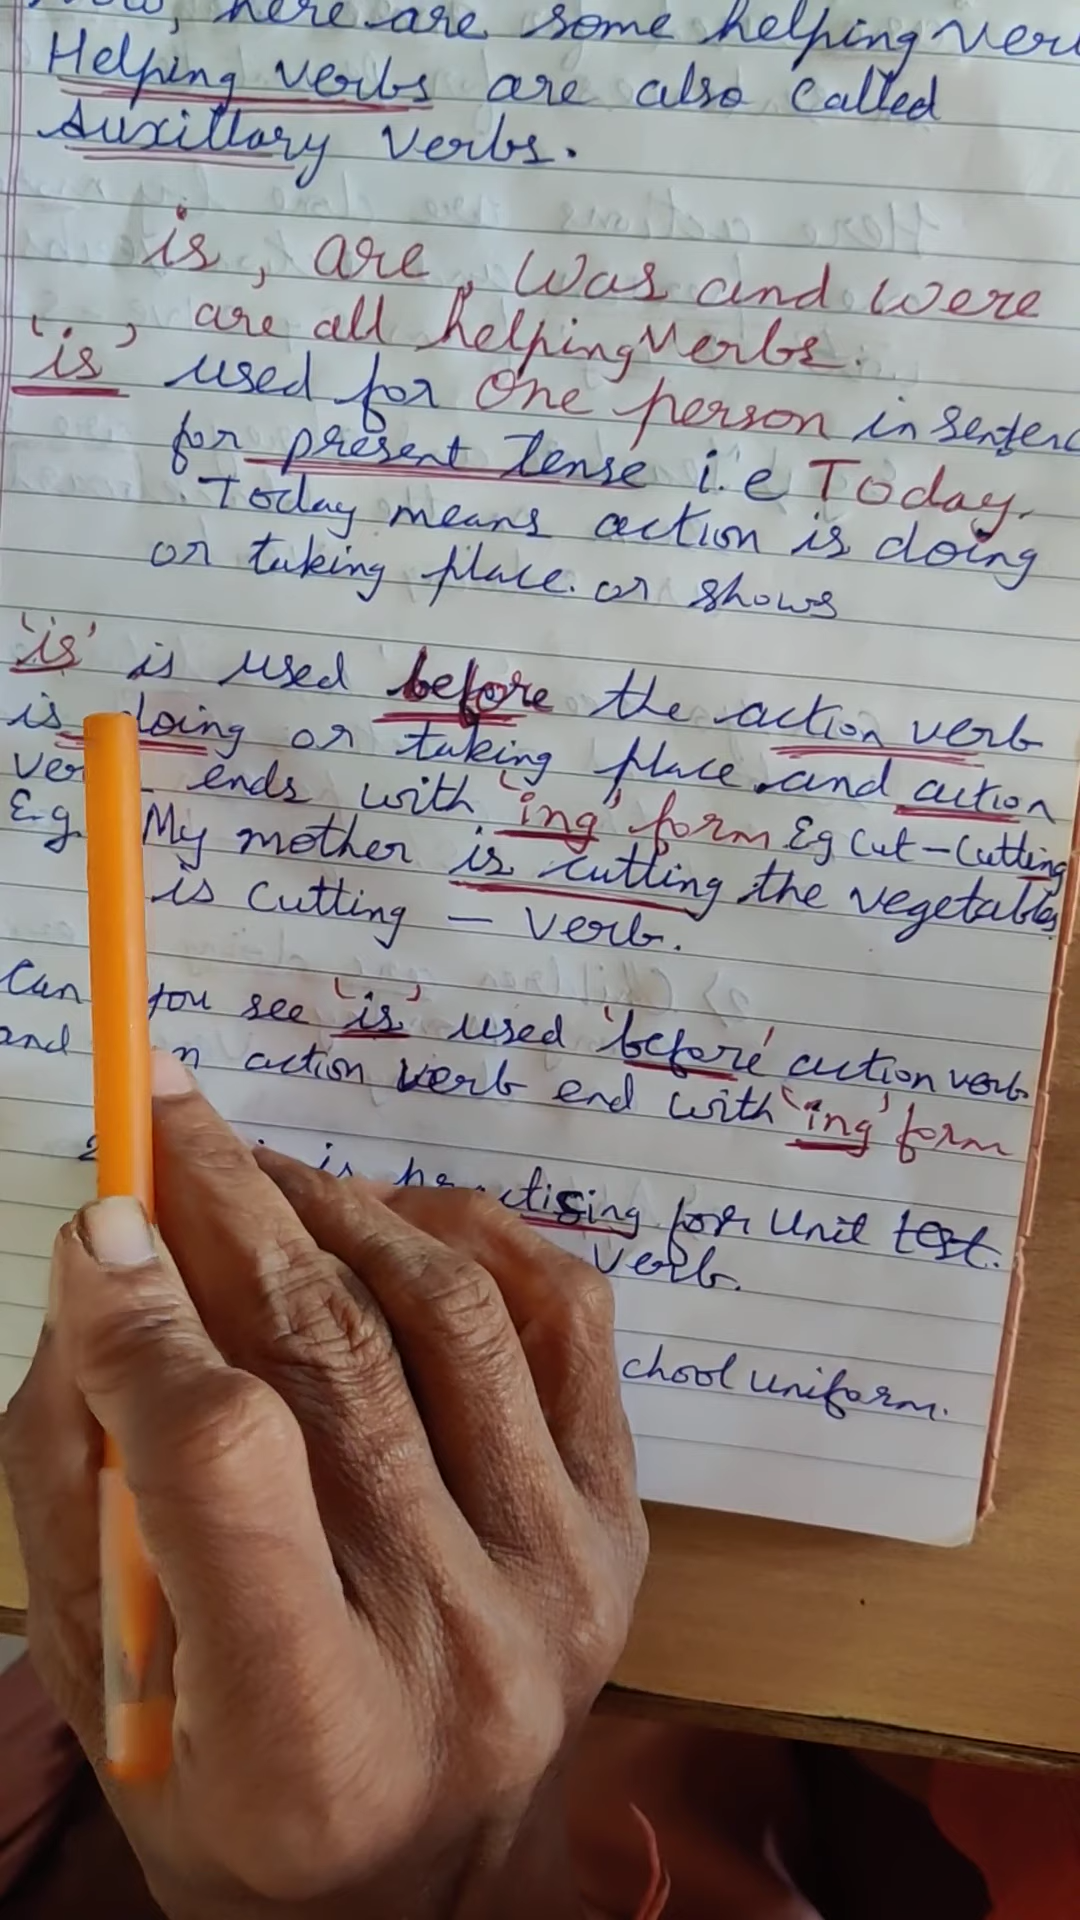 here are some helping
Helping verbs are also called
Auxillary Verbs.
is, are, Was and were
are all helping Verbs.
'is' used for One person in
for present Tense i.e Today.
Today means action is doing
or taking place. or shows
'is' is used before the action verb
is doing or taking place and action
ends with 'ing' form Eg Cut-Cutting
E.g. My mother is cutting the vegetables
is cutting - Verb.
Can you see 'is' used 'before' action verb
and action verb end with 'ing' form
is for Unit test.
Verb.
uniform.